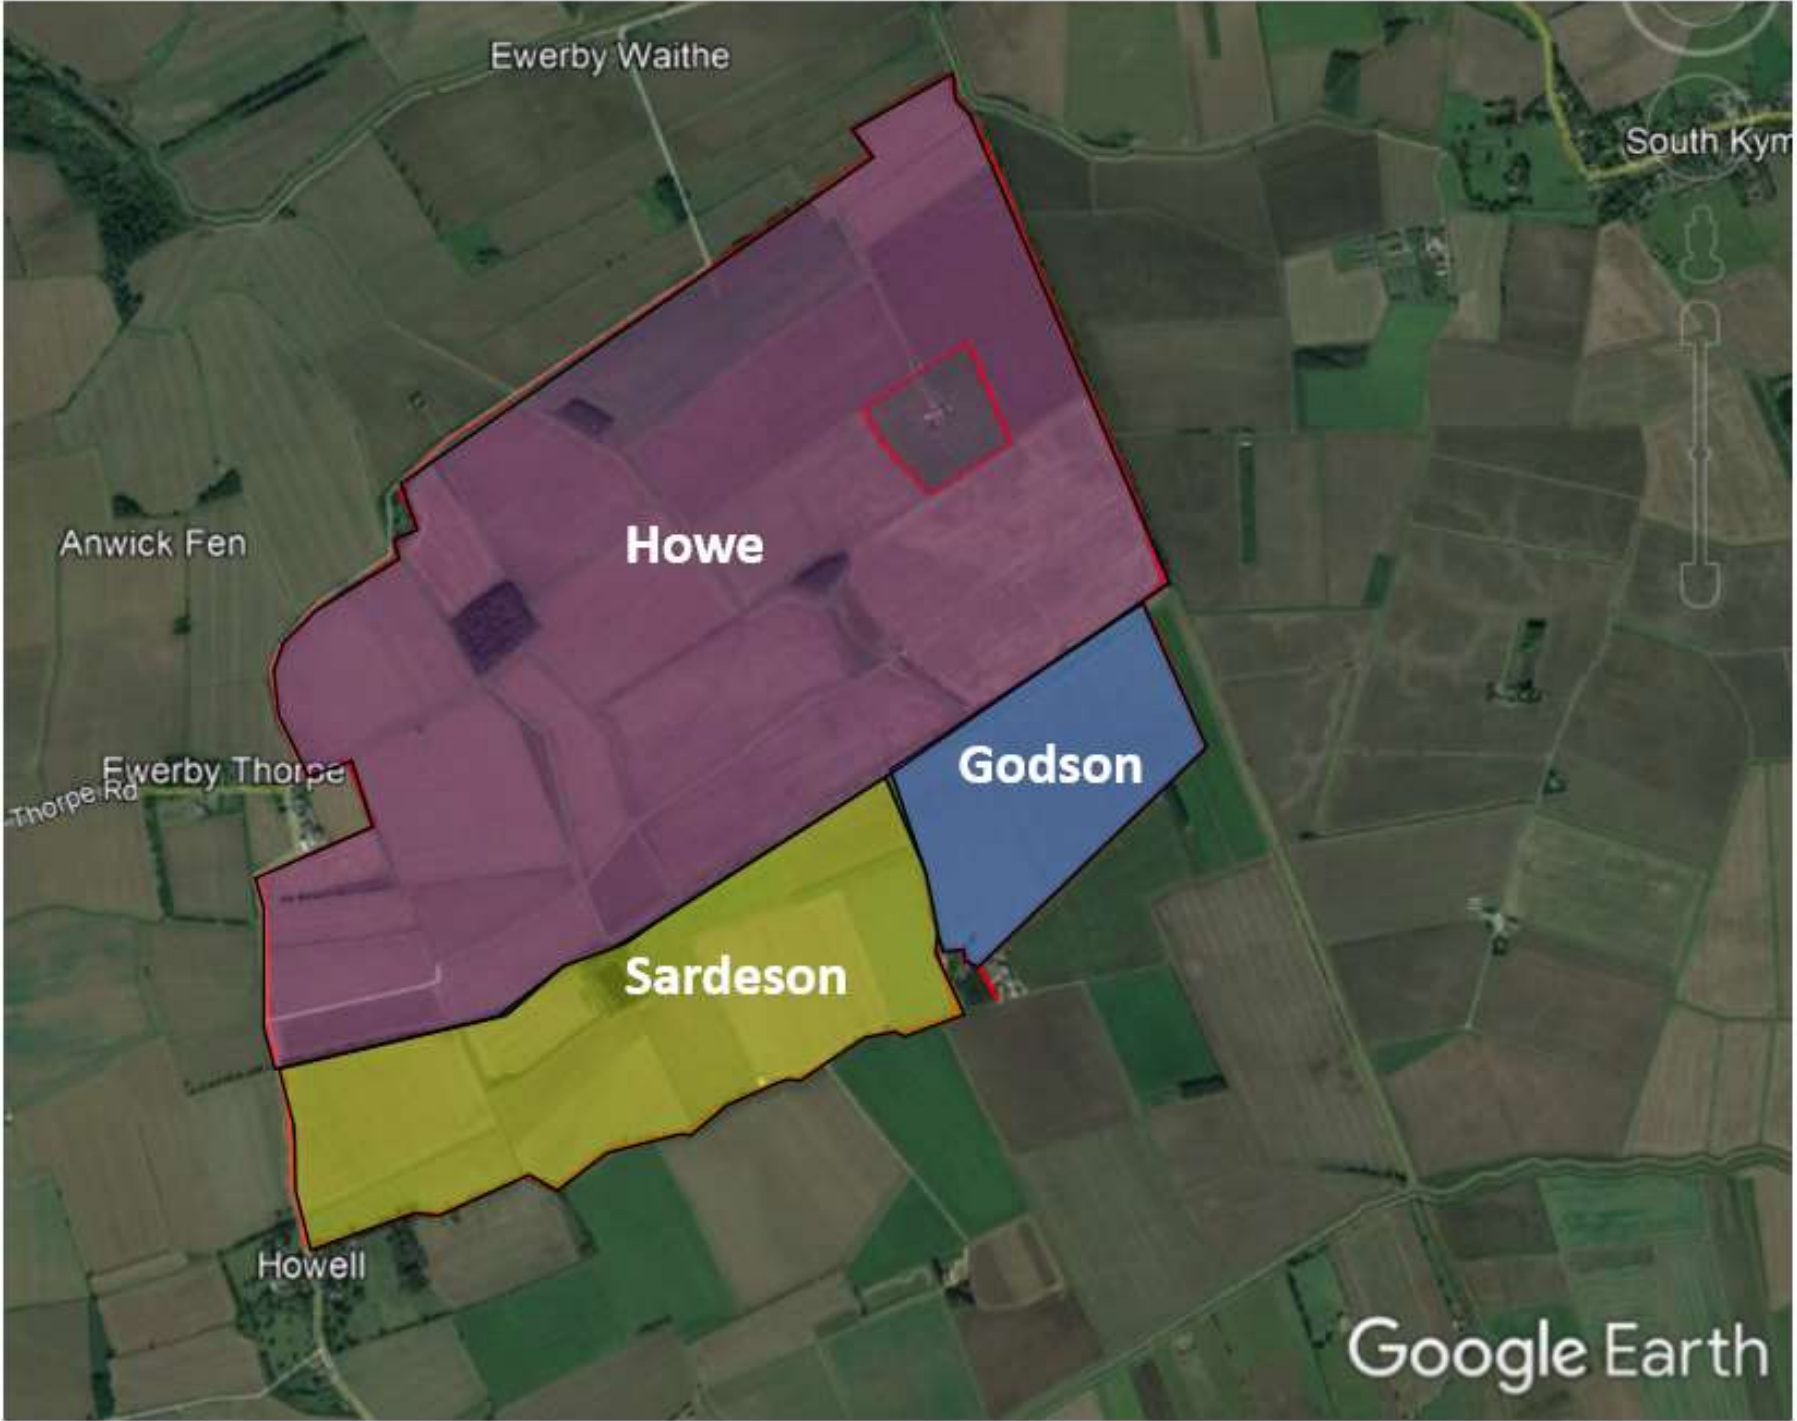 Ewerby Waithe
South Kym
Howe
Anwick Fen
Ewerby Thorpe
Thorpe Rd
Godson
Sardeson
Howell
Google Earth